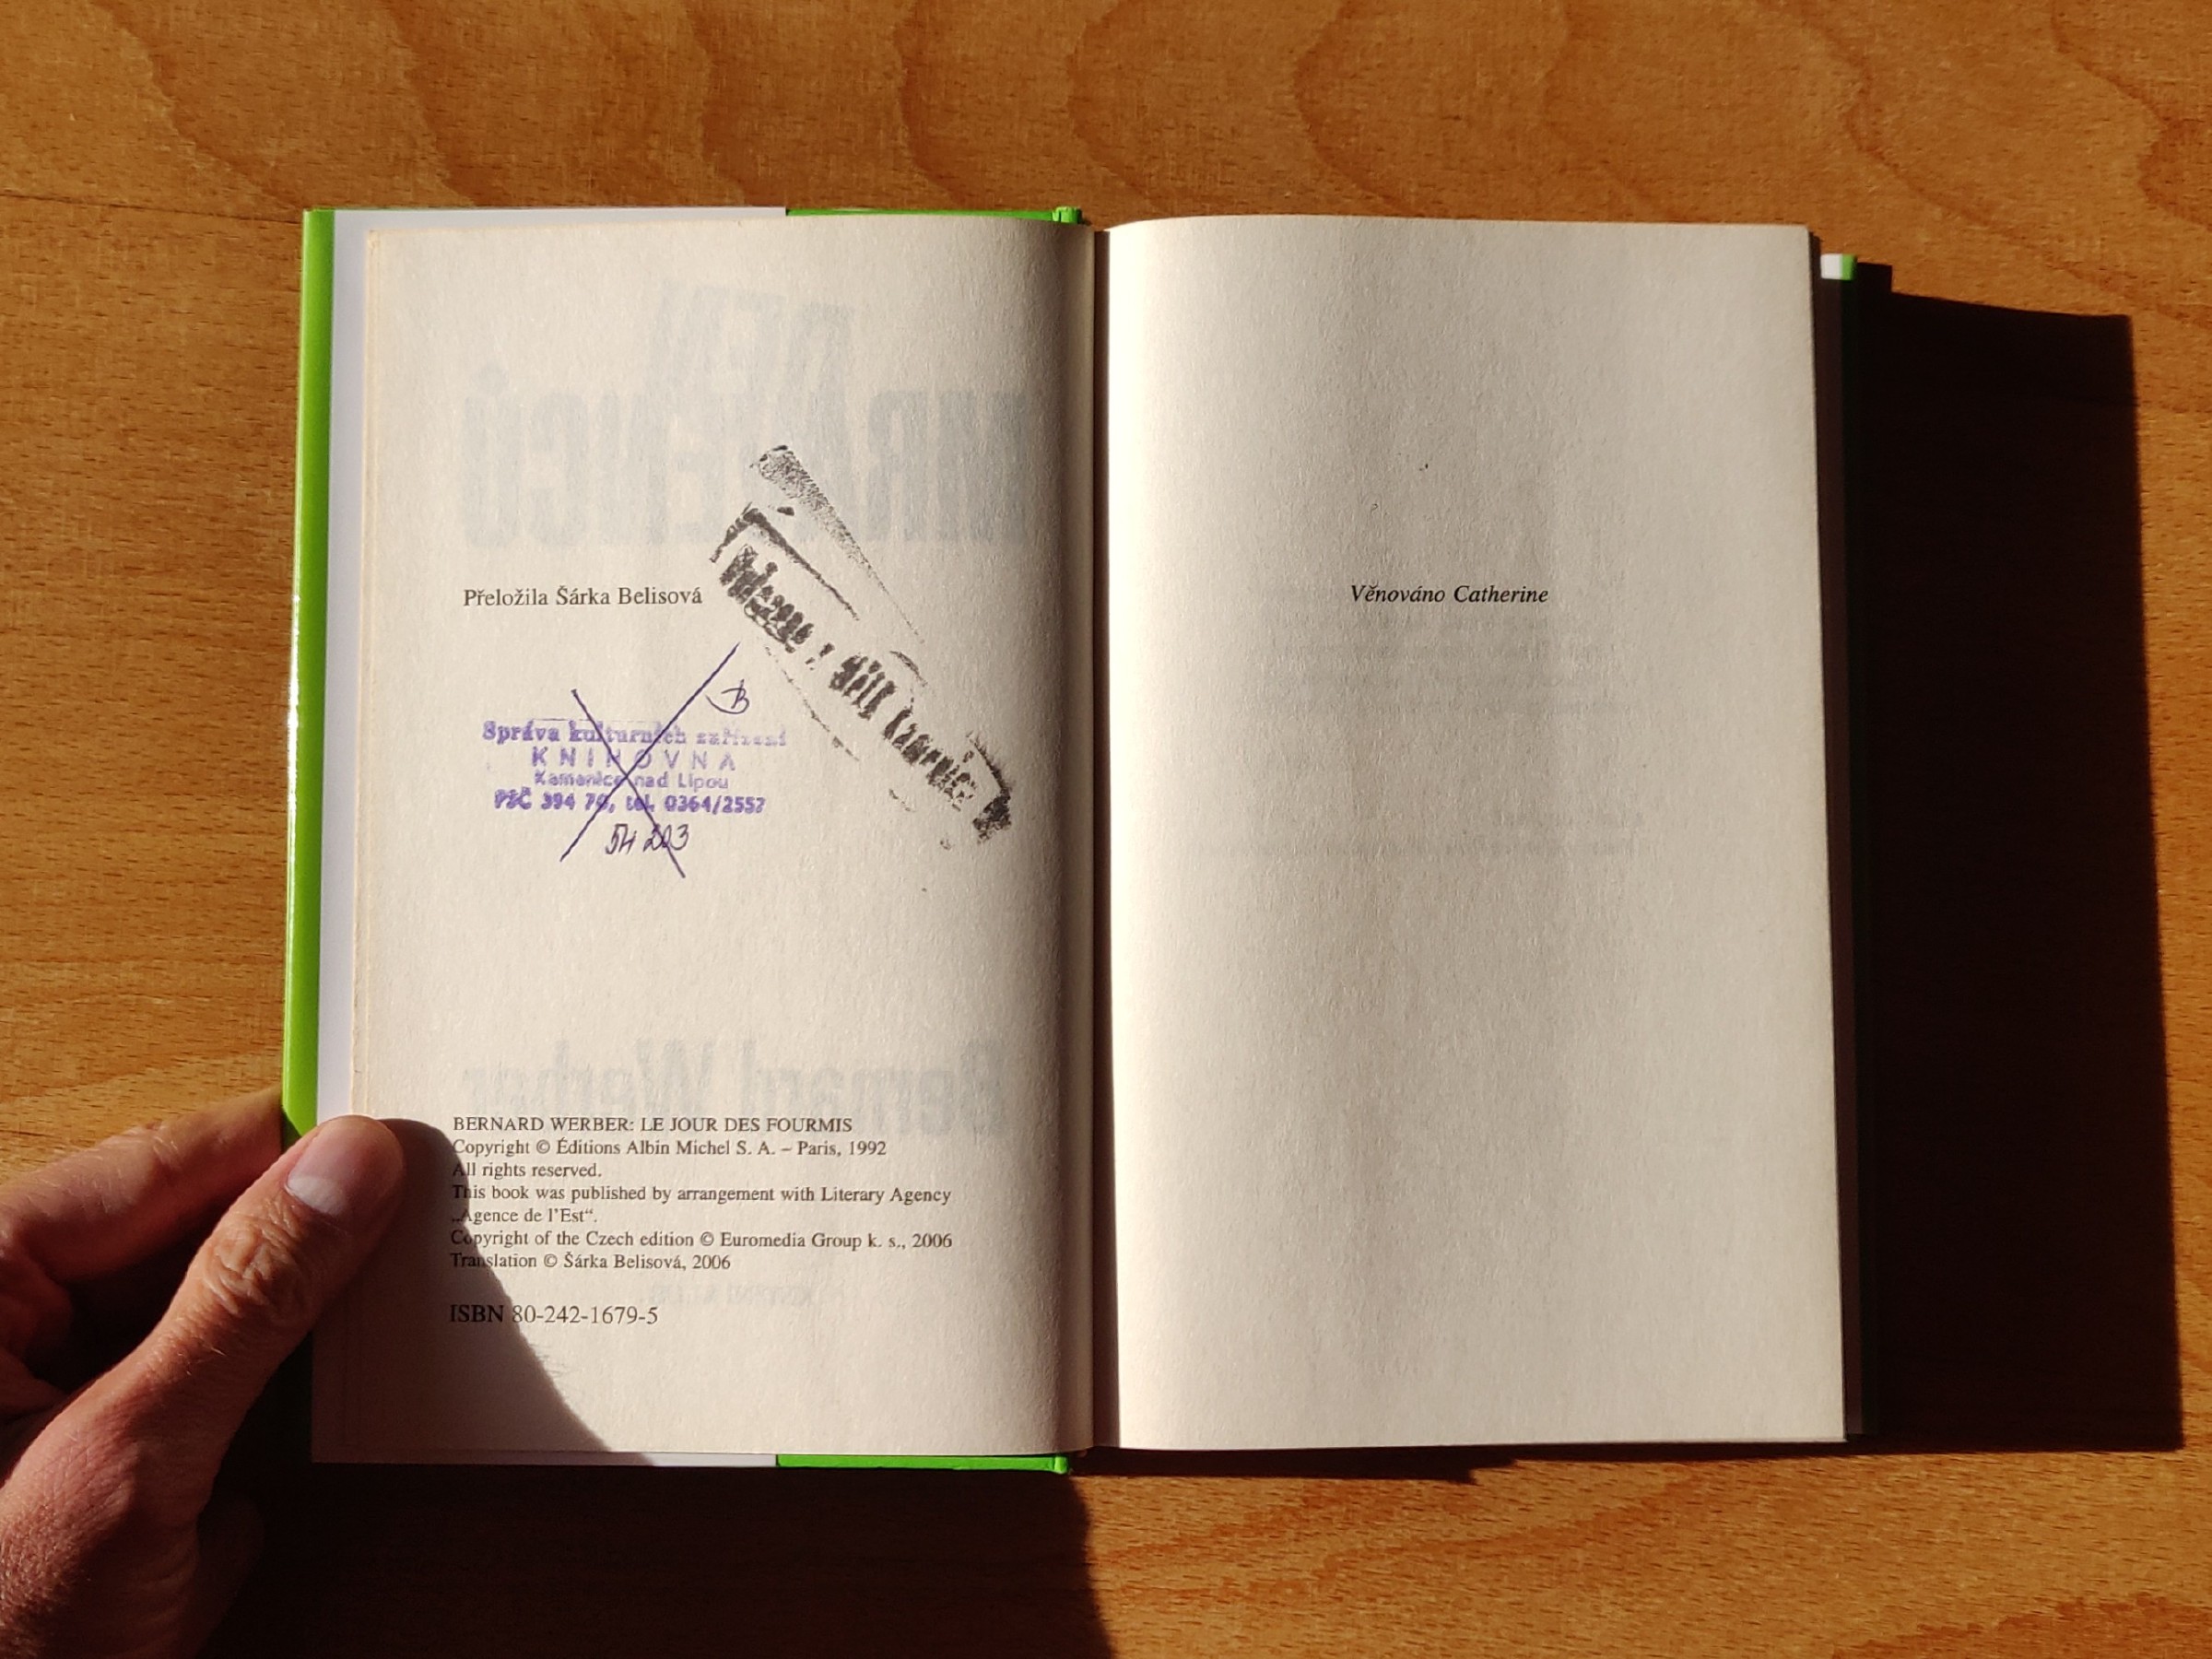 Přeložila Šárka Belisová
B
Správa kulturních zařízení
KNIHOVNA
Kamenice nad Lipou
PSČ 394 70, tel. 0364/2557
54 203
BERNARD WERBER: LE JOUR DES FOURMIS
Copyright © Éditions Albin Michel S. A. – Paris, 1992
All rights reserved.
This book was published by arrangement with Literary Agency
„Agence de l'Est“.
Copyright of the Czech edition © Euromedia Group k. s., 2006
Translation © Šárka Belisová, 2006
ISBN 80-242-1679-5
Věnováno Catherine